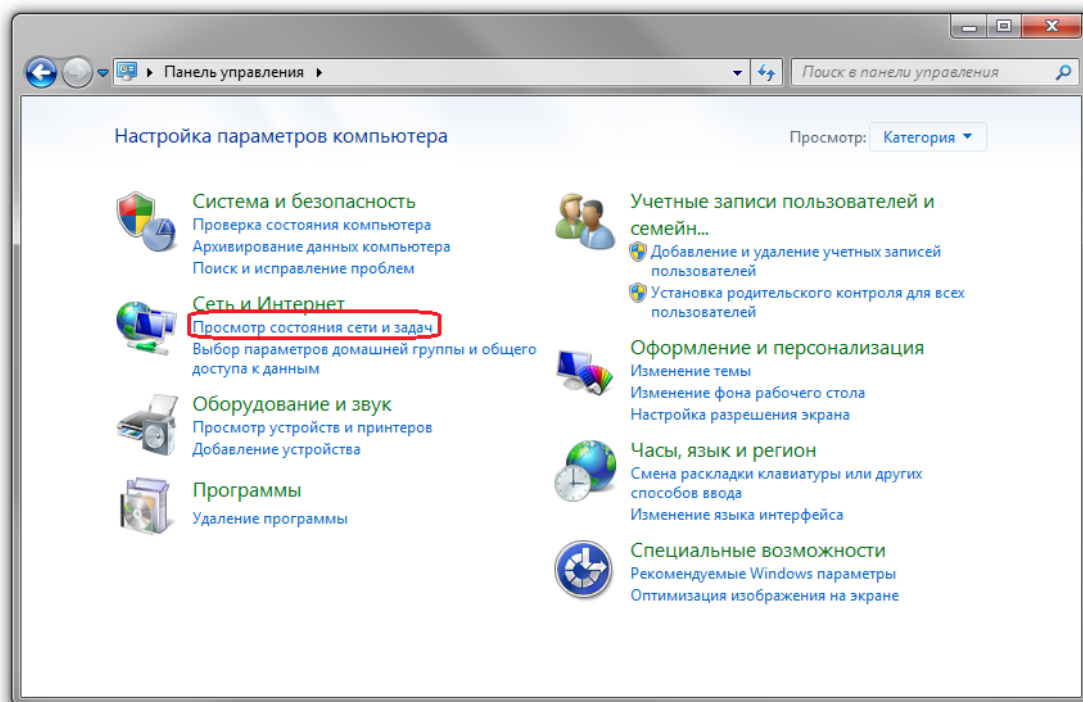 Панель управления
Поиск в панели управления
Настройка параметров компьютера
Просмотр: Категория
Система и безопасность
Проверка состояния компьютера
Архивирование данных компьютера
Поиск и исправление проблем
Сеть и Интернет
Просмотр состояния сети и задач
Выбор параметров домашней группы и общего
доступа к данным
Оборудование и звук
Просмотр устройств и принтеров
Добавление устройства
Программы
Удаление программы
Учетные записи пользователей и
семейн...
Добавление и удаление учетных записей
пользователей
Установка родительского контроля для всех
пользователей
Оформление и персонализация
Изменение темы
Изменение фона рабочего стола
Настройка разрешения экрана
Часы, язык и регион
Смена раскладки клавиатуры или других
способов ввода
Изменение языка интерфейса
Специальные возможности
Рекомендуемые Windows параметры
Оптимизация изображения на экране